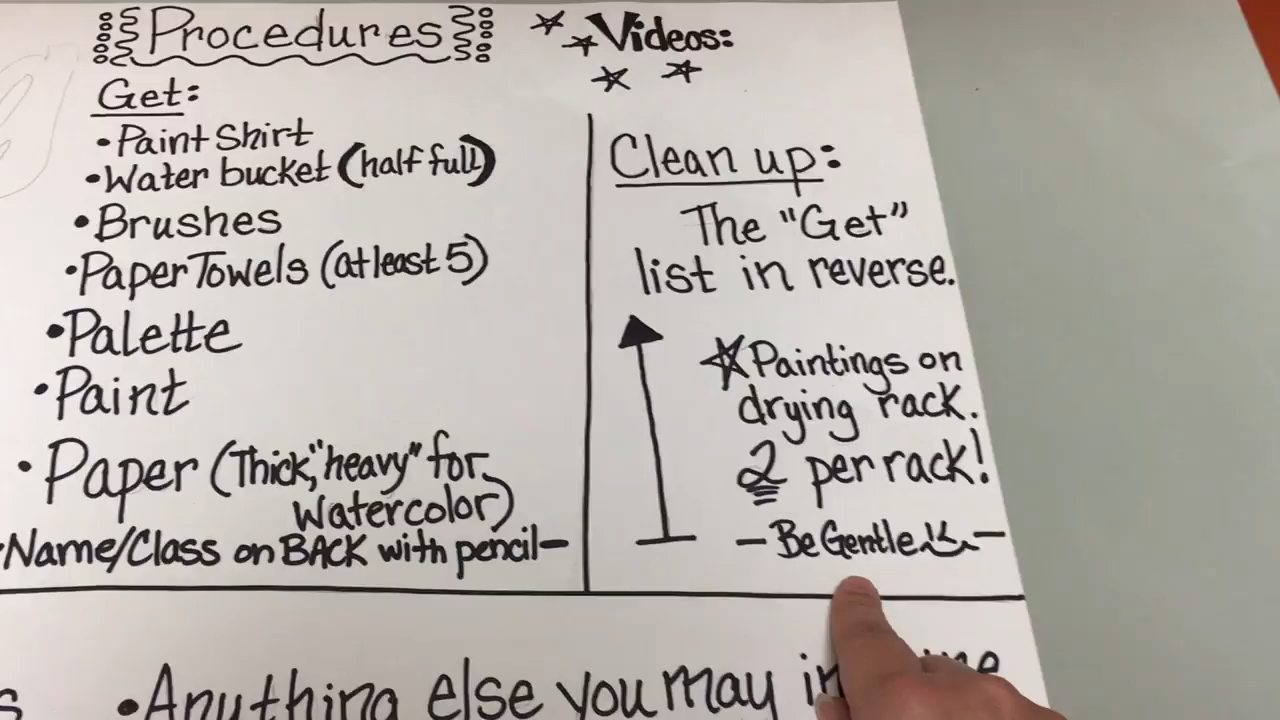 Procedures
Get:
•Paint Shirt
•Water bucket (half full)
•Brushes
•Paper Towels (at least 5)
•Palette
•Paint
•Paper (Thick, "heavy" for
watercolor)
-Name/Class on BACK with pencil-
Videos:
Clean up:
The "Get"
list in reverse.
Paintings on
drying rack.
2 per rack!
- Be Gentle -
•Anything else you may